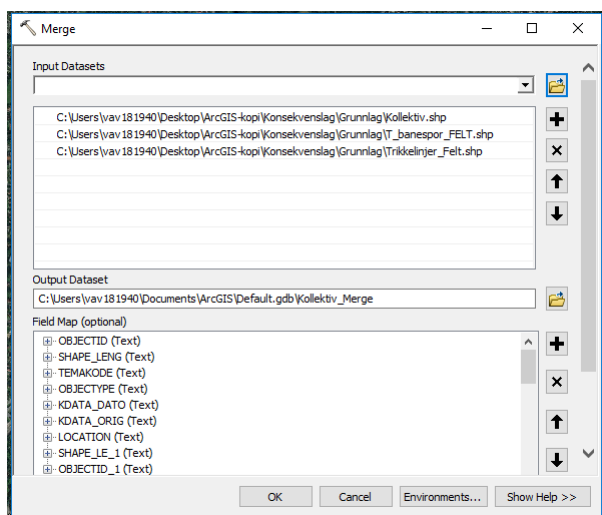 Merge
Input Datasets
C:\Users\vav181940\Desktop\ArcGIS-kopi\Konsekvenslag\Grunnlag\Kollektiv.shp
C:\Users\vav181940\Desktop\ArcGIS-kopi\Konsekvenslag\Grunnlag\T_banespor_FELT.shp
C:\Users\vav181940\Desktop\ArcGIS-kopi\Konsekvenslag\Grunnlag\Trikkelinjer_Felt.shp
Output Dataset
C:\Users\vav181940\Documents\ArcGIS\Default.gdb\Kollektiv_Merge
Field Map (optional)
OBJECTID (Text)
SHAPE_LENG (Text)
TEMAKODE (Text)
OBJECTYPE (Text)
KDATA_DATO (Text)
KDATA_ORIG (Text)
LOCATION (Text)
SHAPE_LE_1 (Text)
OBJECTID_1 (Text)
OK Cancel Environments... Show Help >>